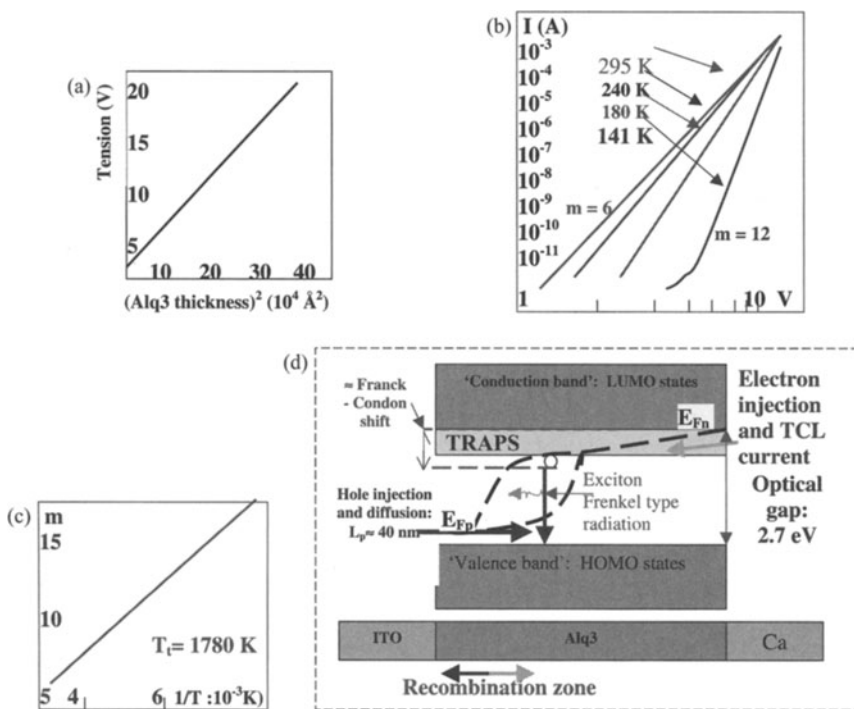 (a)
Tension (V)
20
15
10
5
10 20 30 40
(Alq3 thickness)² (10⁴ Å²)
(b)
I (A)
10⁻³
10⁻⁴
10⁻⁵
10⁻⁶
10⁻⁷
10⁻⁸
10⁻⁹
10⁻¹⁰
10⁻¹¹
295 K
240 K
180 K
141 K
m = 6
m = 12
1 10 V
(c)
m
15
10
Tₜ= 1780 K
5 4 6 1/T :10⁻³K)
(d)
≈ Franck
- Condon
shift
'Conduction band': LUMO states
E_Fn
TRAPS
Electron
injection
and TCL
current
Optical
gap:
2.7 eV
Hole injection
and diffusion:
Lₚ≈ 40 nm
E_Fp
Exciton
Frenkel type
radiation
'Valence band': HOMO states
ITO Alq3 Ca
Recombination zone